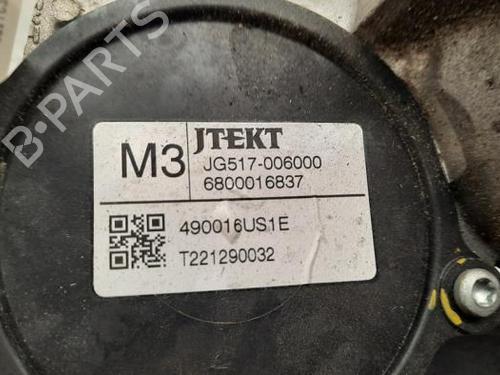 B-PARTS
M3
JTEKT
JG517-006000
6800016837
490016US1E
T221290032